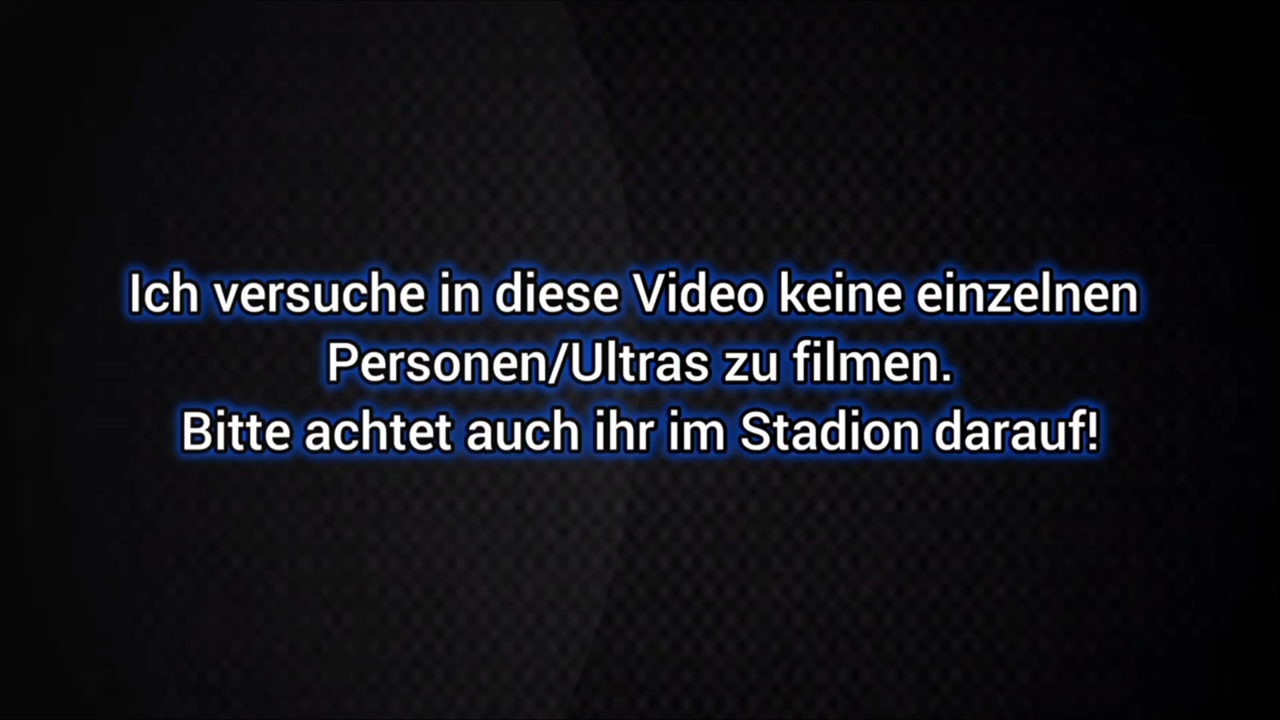 Ich versuche in diese Video keine einzelnen
Personen/Ultras zu filmen.
Bitte achtet auch ihr im Stadion darauf!